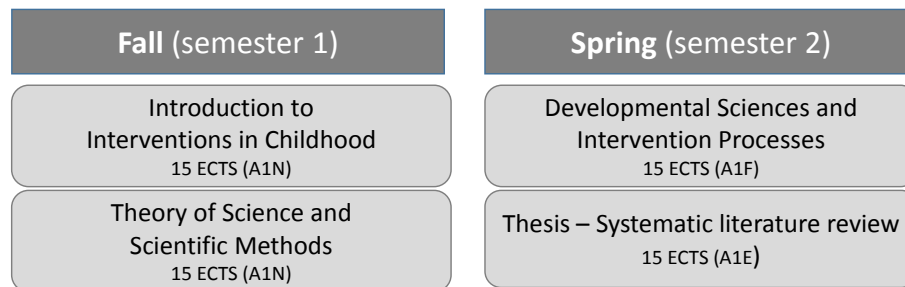 Fall (semester 1)
Introduction to
Interventions in Childhood
15 ECTS (A1N)
Theory of Science and
Scientific Methods
15 ECTS (A1N)
Spring (semester 2)
Developmental Sciences and
Intervention Processes
15 ECTS (A1F)
Thesis – Systematic literature review
15 ECTS (A1E)